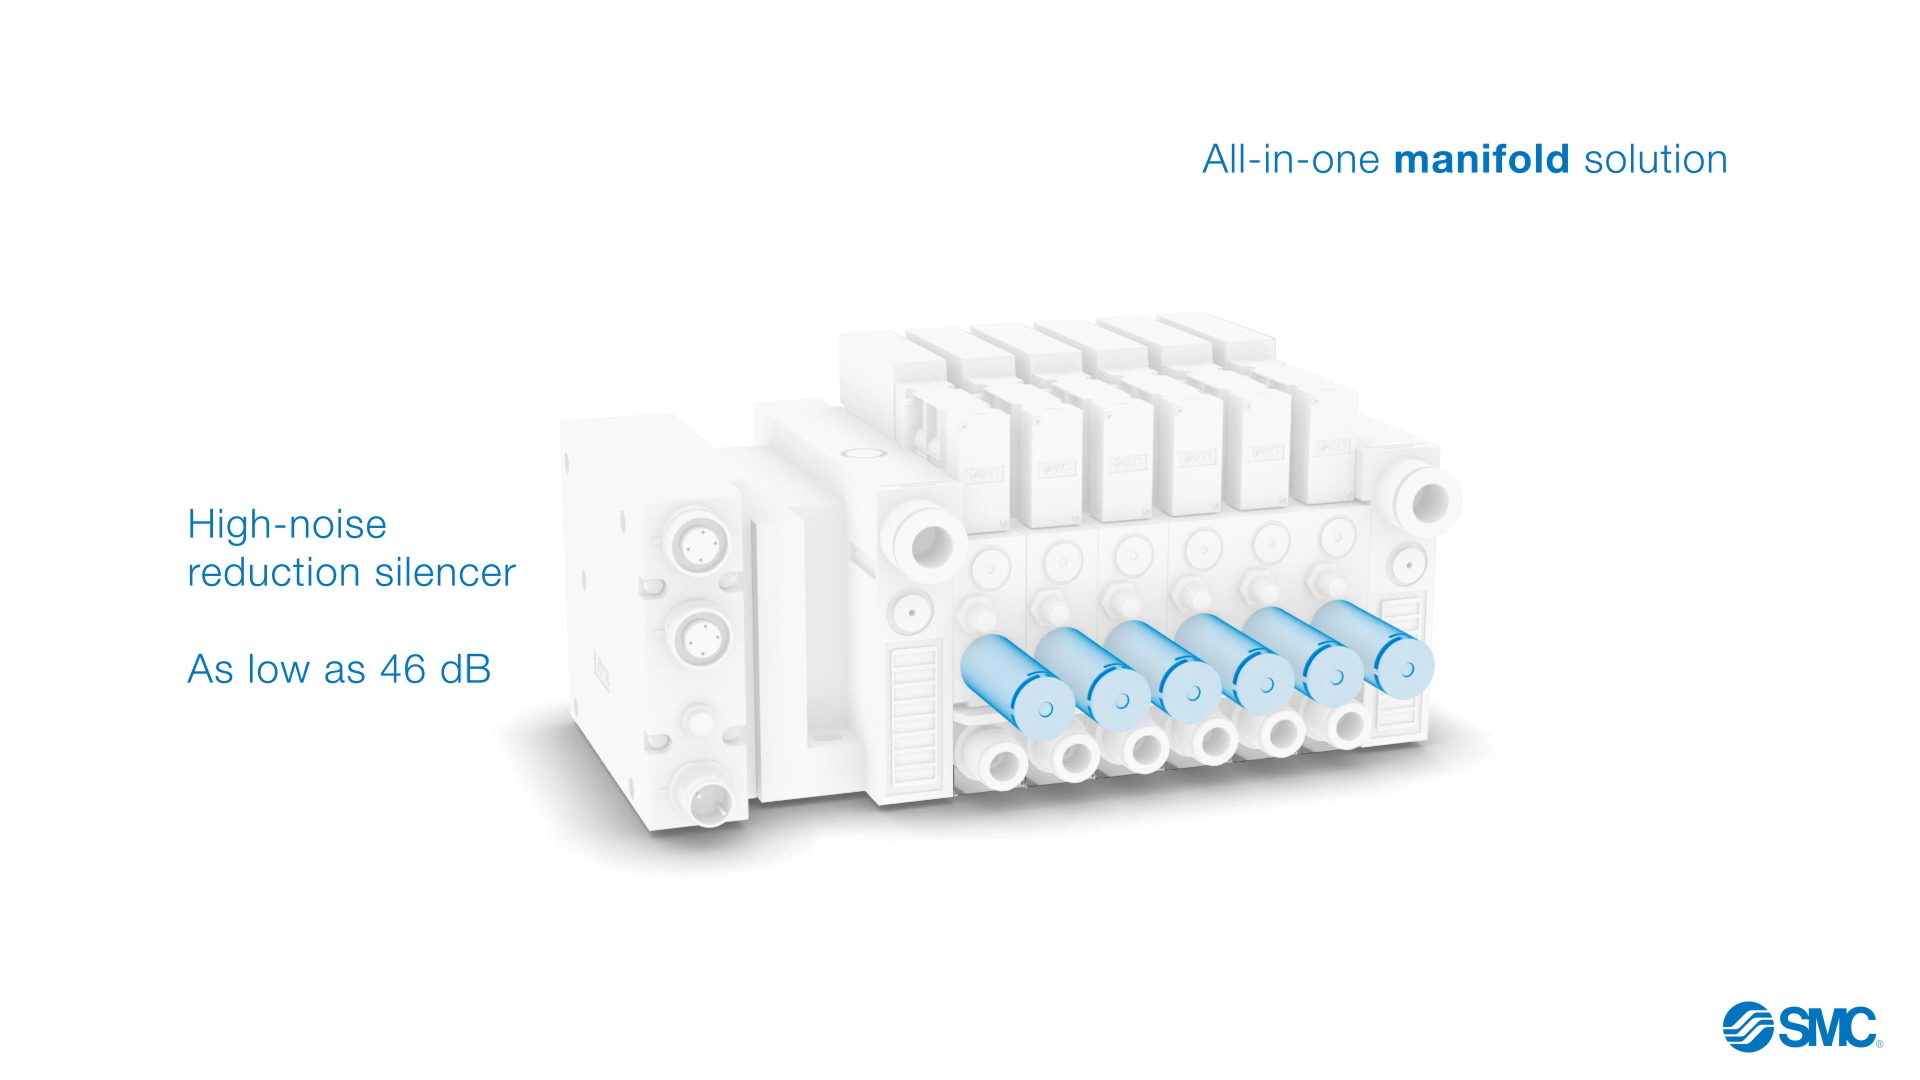 All-in-one manifold solution
High-noise
reduction silencer
As low as 46 dB
SMC®